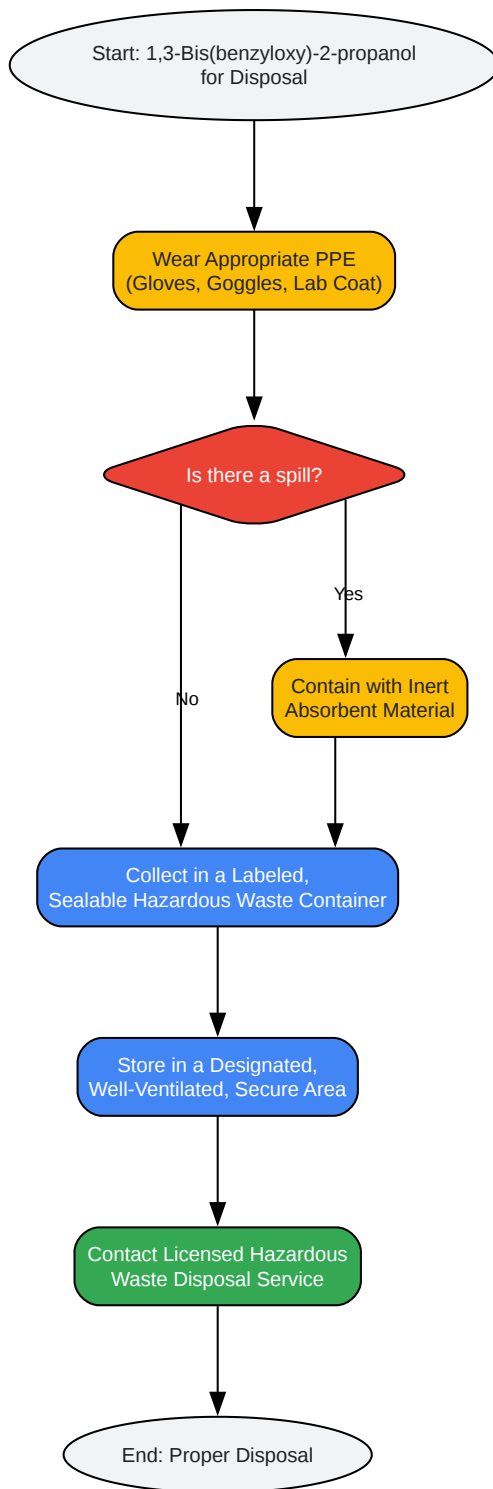 Start: 1,3-Bis(benzyloxy)-2-propanol
for Disposal
Wear Appropriate PPE
(Gloves, Goggles, Lab Coat)
Is there a spill?
Yes
Contain with Inert
Absorbent Material
No
Collect in a Labeled,
Sealable Hazardous Waste Container
Store in a Designated,
Well-Ventilated, Secure Area
Contact Licensed Hazardous
Waste Disposal Service
End: Proper Disposal